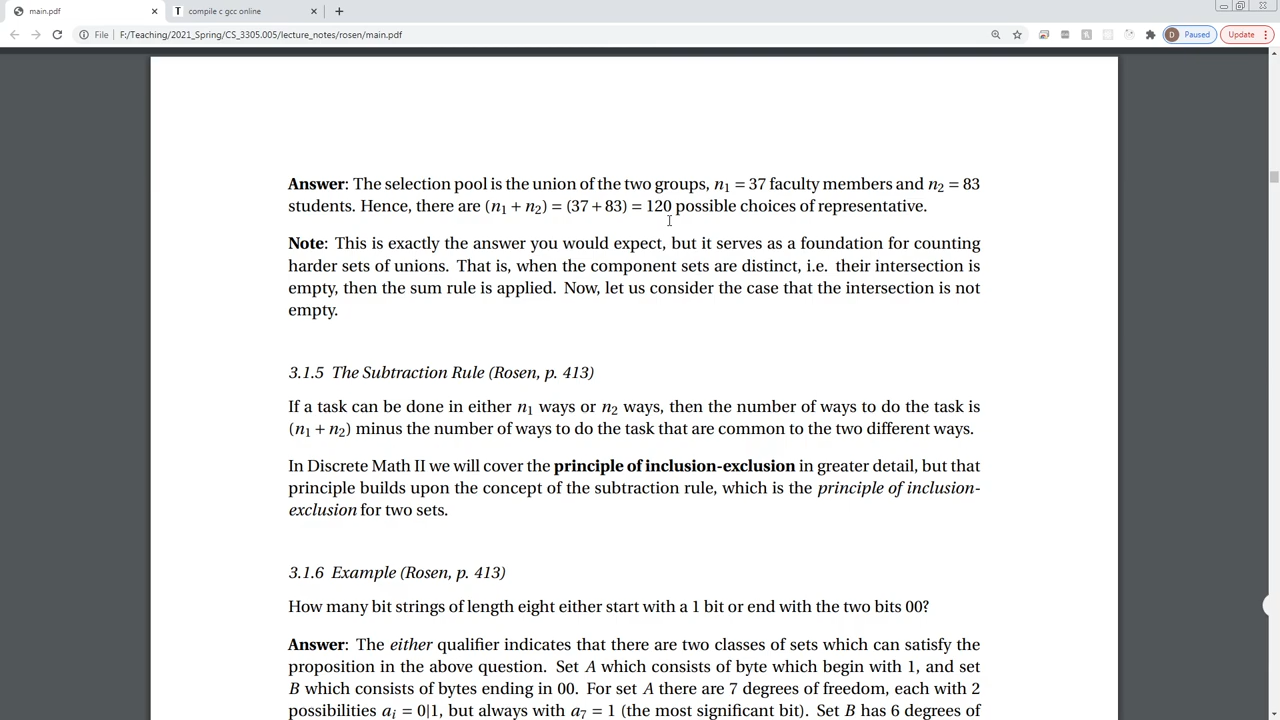 main.pdf
compile c gcc online
File
F:/Teaching/2021_Spring/CS_3305.005/lecture_notes/rosen/main.pdf
D Paused
Update
Answer: The selection pool is the union of the two groups, n1 = 37 faculty members and n2 = 83
students. Hence, there are (n1 + n2) = (37 + 83) = 120 possible choices of representative.
Note: This is exactly the answer you would expect, but it serves as a foundation for counting
harder sets of unions. That is, when the component sets are distinct, i.e. their intersection is
empty, then the sum rule is applied. Now, let us consider the case that the intersection is not
empty.
3.1.5 The Subtraction Rule (Rosen, p. 413)
If a task can be done in either n1 ways or n2 ways, then the number of ways to do the task is
(n1 + n2) minus the number of ways to do the task that are common to the two different ways.
In Discrete Math II we will cover the principle of inclusion-exclusion in greater detail, but that
principle builds upon the concept of the subtraction rule, which is the principle of inclusion-
exclusion for two sets.
3.1.6 Example (Rosen, p. 413)
How many bit strings of length eight either start with a 1 bit or end with the two bits 00?
Answer: The either qualifier indicates that there are two classes of sets which can satisfy the
proposition in the above question. Set A which consists of byte which begin with 1, and set
B which consists of bytes ending in 00. For set A there are 7 degrees of freedom, each with 2
possibilities ai = 0|1, but always with a7 = 1 (the most significant bit). Set B has 6 degrees of